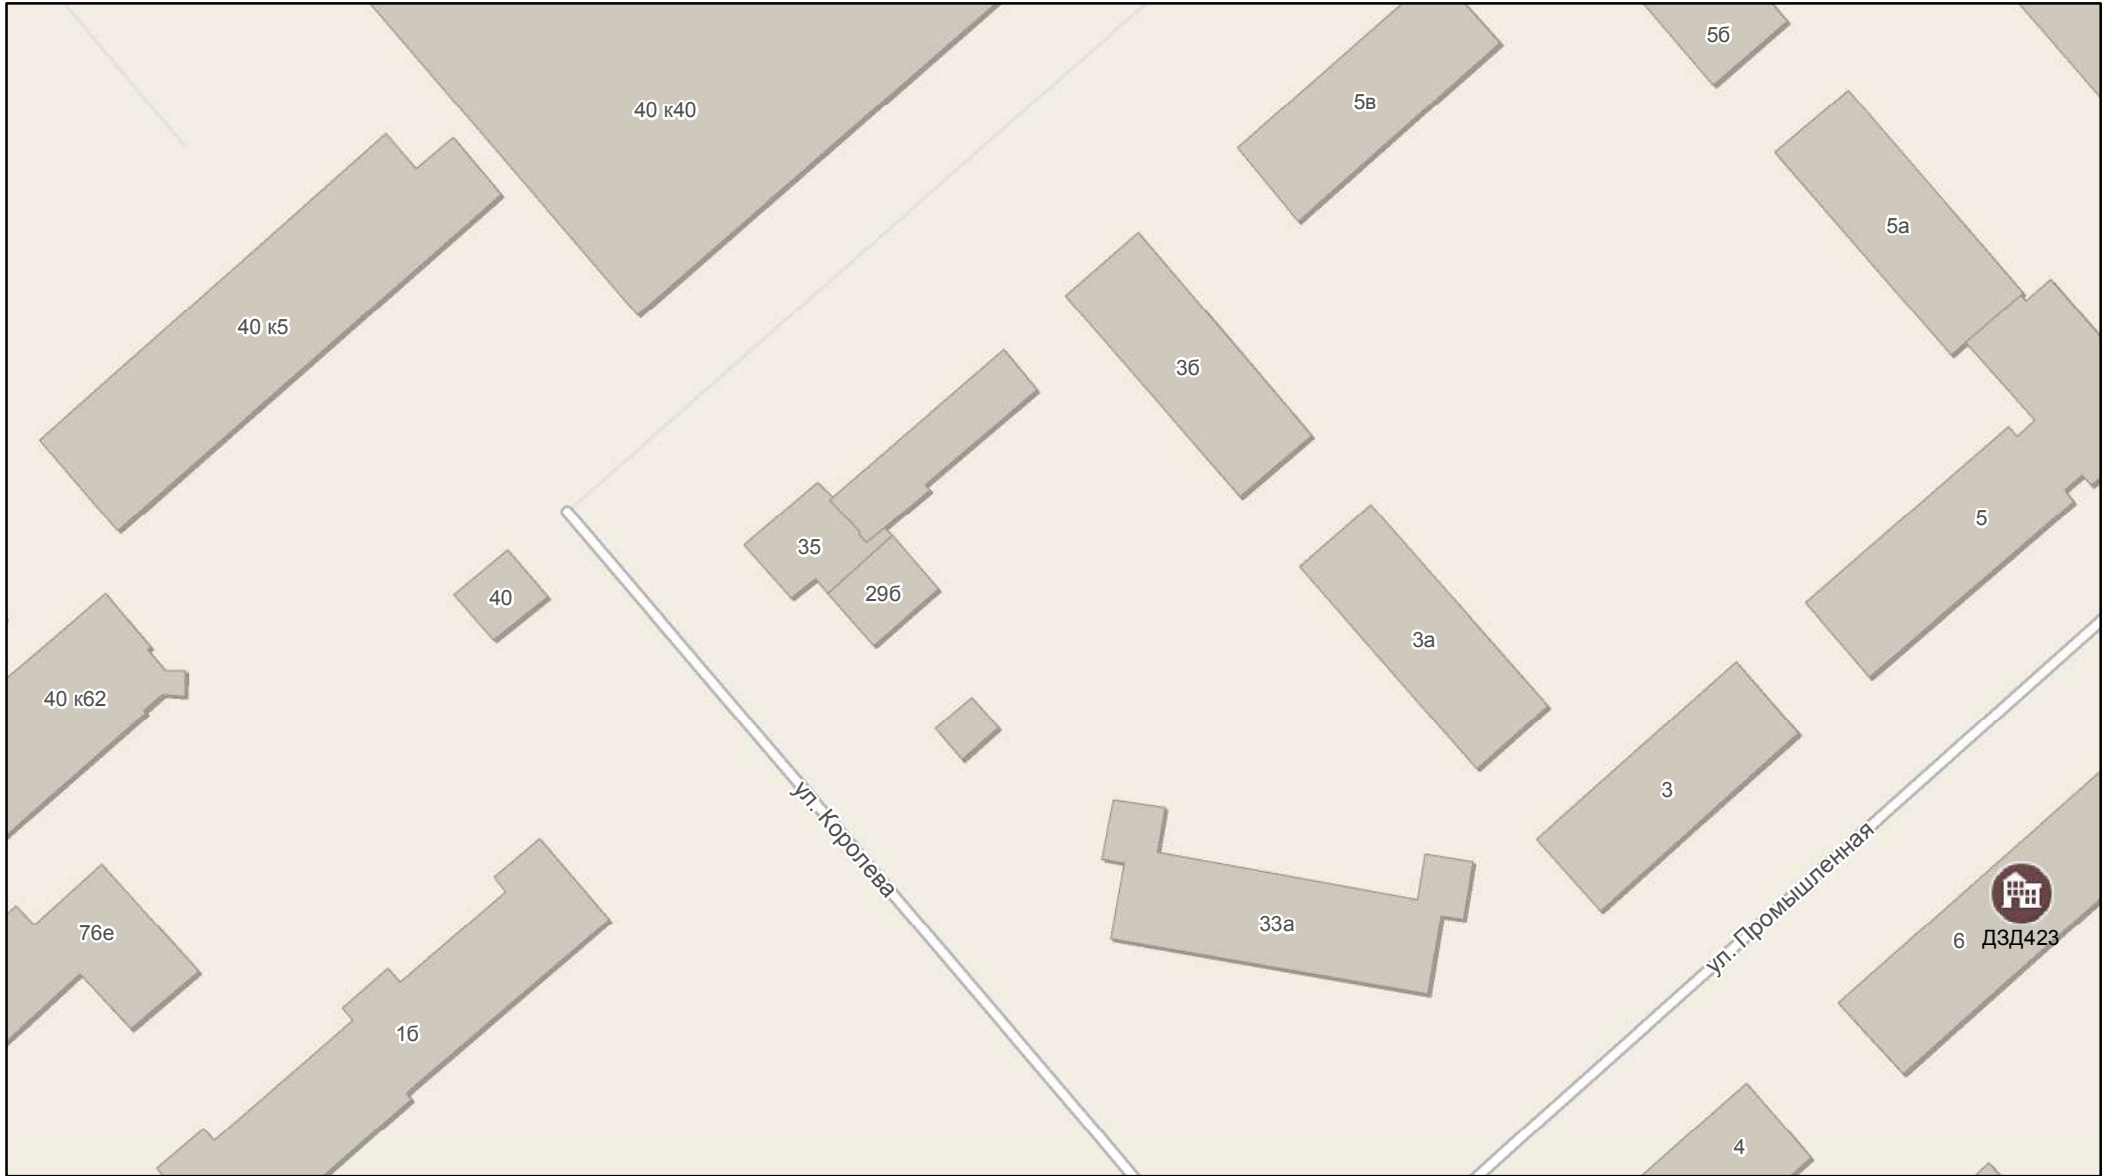 5б
5в
40 к40
5а
40 к5
3б
5
35
29б
40
3а
40 к62
3
ул. Королева
33а
76е
ул. Промышленная
6
ДЗД423
1б
4